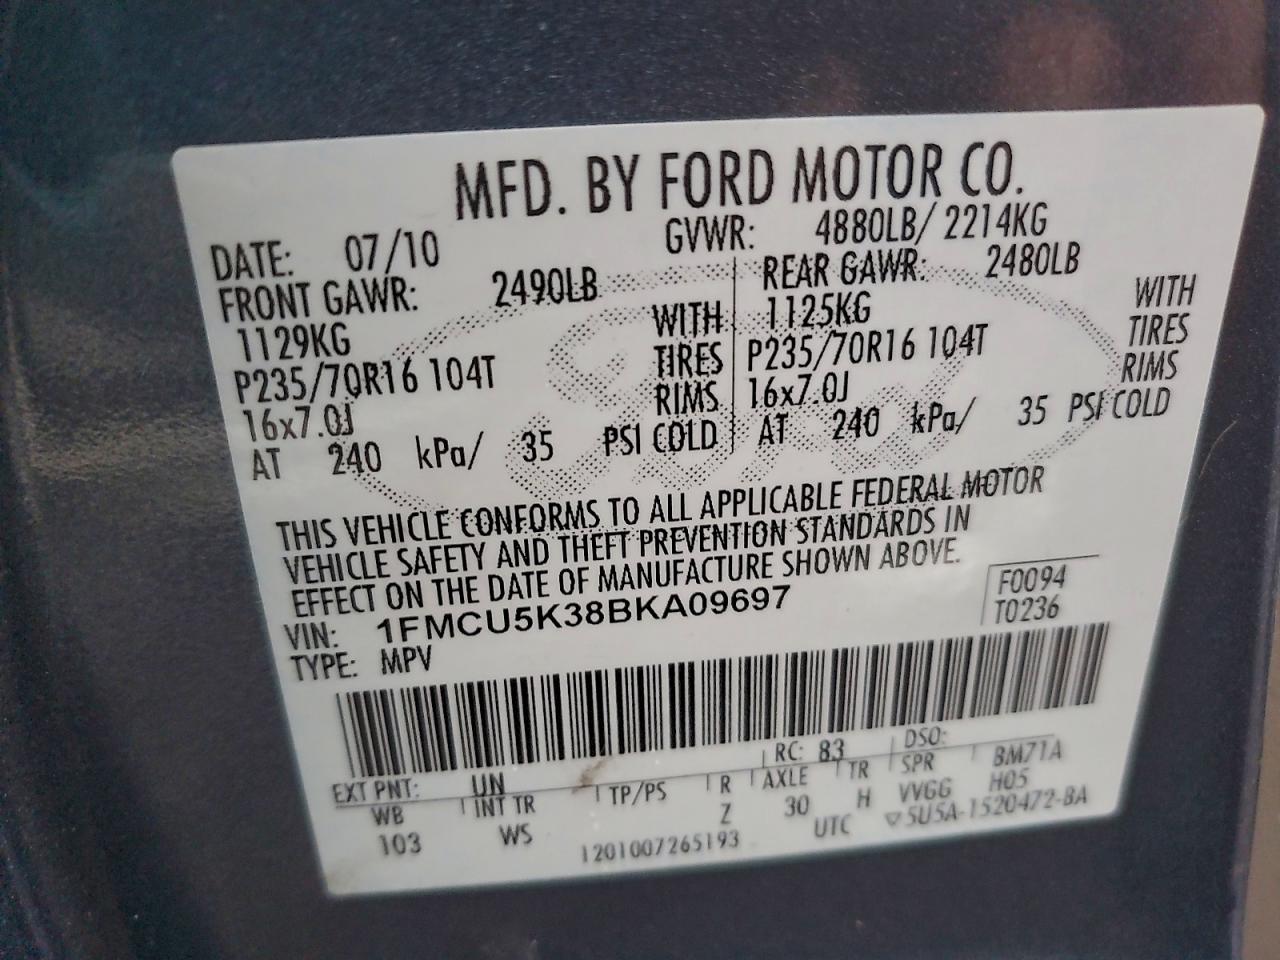 MFD. BY FORD MOTOR CO.
DATE: 07/10 GVWR: 4880LB/ 2214KG
FRONT GAWR: 2490LB REAR GAWR: 2480LB
1129KG WITH 1125KG WITH
P235/70R16 104T TIRES P235/70R16 104T TIRES
16x7.0J RIMS 16x7.0J RIMS
AT 240 kPa/ 35 PSI COLD AT 240 kPa/ 35 PSI COLD
THIS VEHICLE CONFORMS TO ALL APPLICABLE FEDERAL MOTOR
VEHICLE SAFETY AND THEFT PREVENTION STANDARDS IN
EFFECT ON THE DATE OF MANUFACTURE SHOWN ABOVE.
VIN: 1FMCU5K38BKA09697 F0094
TYPE: MPV T0236
EXT PNT: UN RC: 83 DSO:
WB INT TR TP/PS R AXLE TR SPR BM71A
103 WS Z 30 H VVGG H05
1201007265193 UTC ▽5U5A-1520472-BA